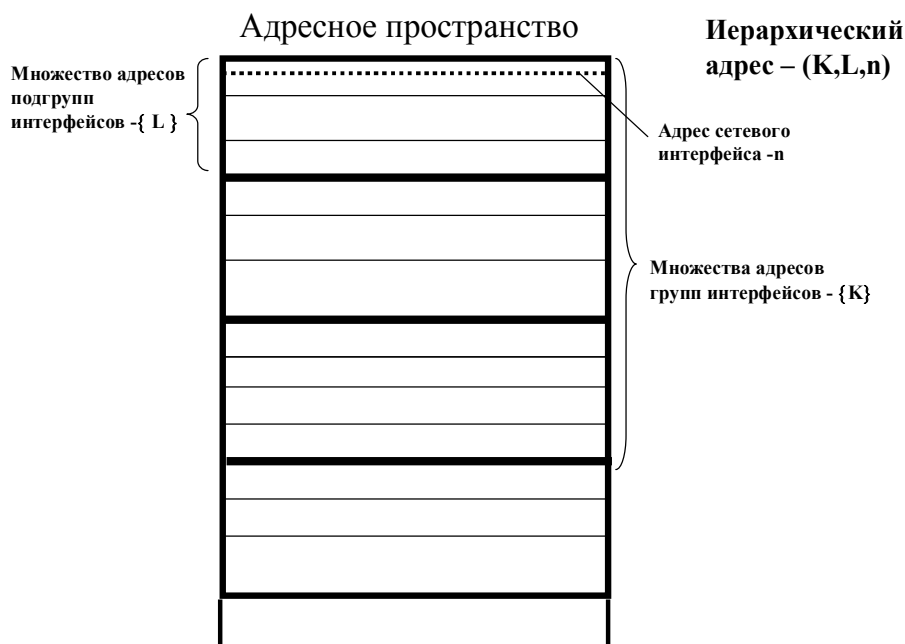 Адресное пространство
Иерархический
адрес – (K,L,n)
Множество адресов
подгрупп
интерфейсов -{ L }
Адрес сетевого
интерфейса -n
Множества адресов
групп интерфейсов - {K}